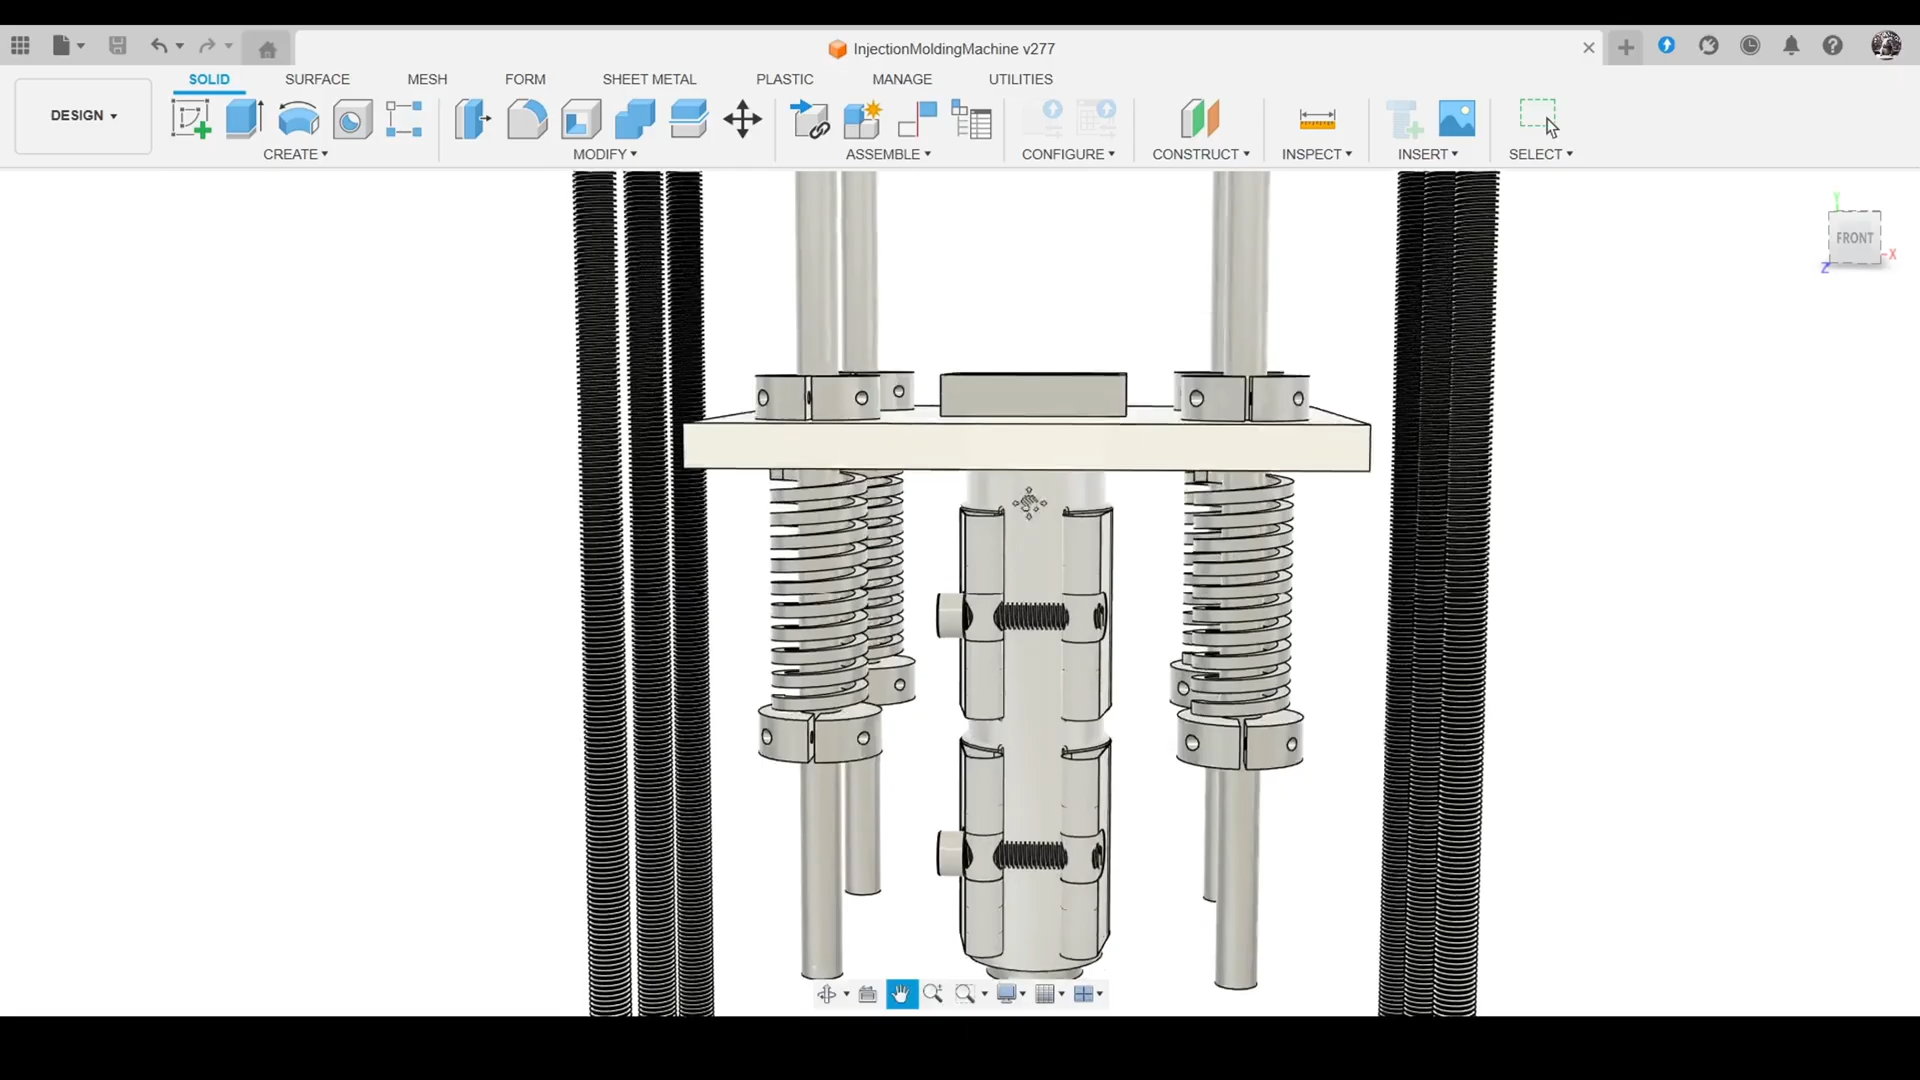 InjectionMoldingMachine v277
SOLID SURFACE MESH FORM SHEET METAL PLASTIC MANAGE UTILITIES
DESIGN
CREATE MODIFY ASSEMBLE CONFIGURE CONSTRUCT INSPECT INSERT SELECT
Y
FRONT
X
Z